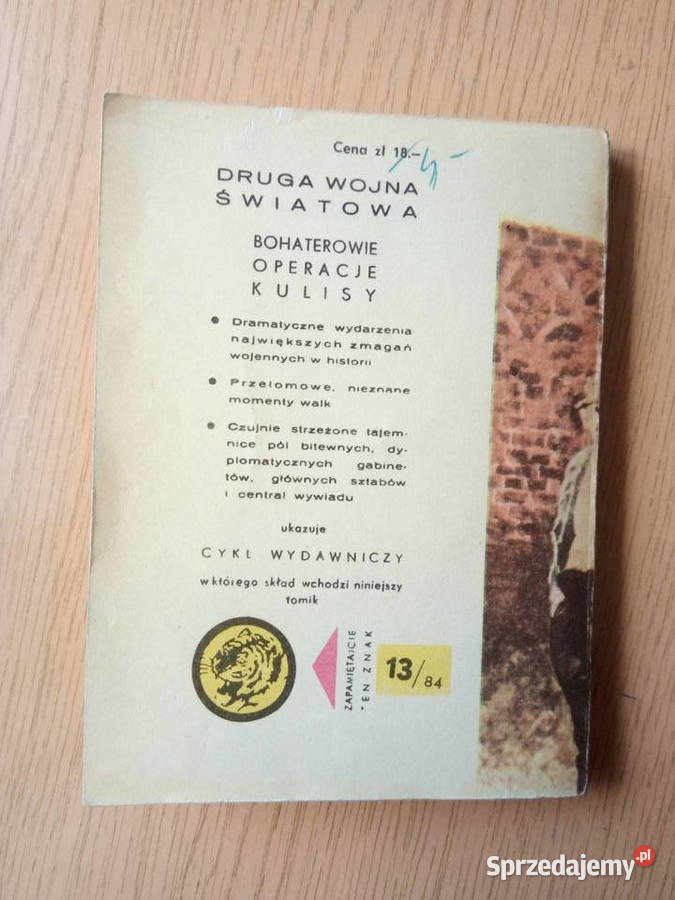 Cena zł 18.–
DRUGA WOJNA
ŚWIATOWA
BOHATEROWIE
OPERACJE
KULISY
• Dramatyczne wydarzenia
największych zmagań
wojennych w historii
• Przełomowe, nieznane
momenty walk
• Czujnie strzeżone tajem-
nice pól bitewnych, dy-
plomatycznych gabine-
tów, głównych sztabów
i central wywiadu
ukazuje
CYKL WYDAWNICZY
w którego skład wchodzi niniejszy
tomik
ZAPAMIĘTAJCIE
TEN ZNAK
13/84
Sprzedajemy.pl